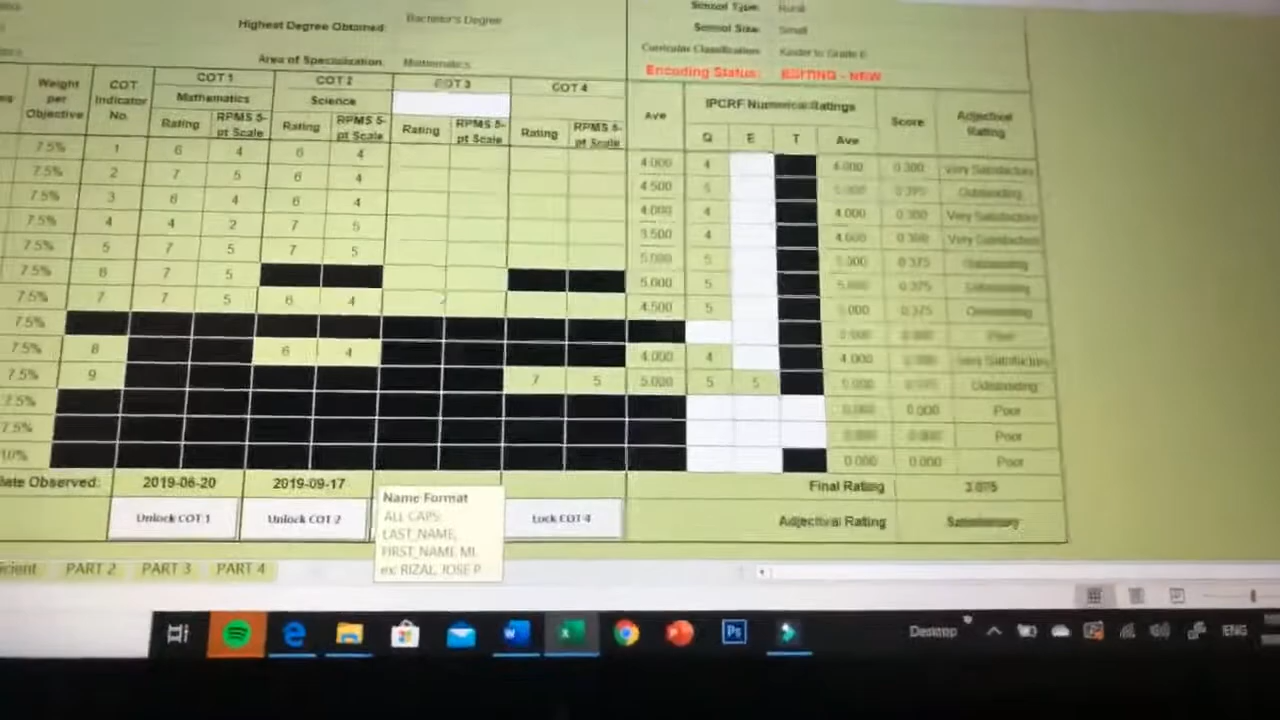 School Type: Rural
Highest Degree Obtained: Bachelor's Degree
School Size: Small
Area of Specialization: Mathematics
Curricular Classification: Kinder to Grade 6
Encoding Status: EDITING - NEW
Weight per Objective
COT Indicator No.
COT 1 COT 2 COT 3 COT 4
Mathematics Science
Rating RPMS 5-pt Scale Rating RPMS 5-pt Scale Rating RPMS 5-pt Scale Rating RPMS 5-pt Scale
Ave IPCRF Numerical Ratings Score Adjectival Rating
Q E T Ave
7.5% 1 6 4 6 4 4.000 4 4.000 0.300 Very Satisfactory
7.5% 2 7 5 6 4 4.500 5 0.375 Outstanding
7.5% 3 6 4 6 4 4.000 4 4.000 0.300 Very Satisfactory
7.5% 4 4 2 7 5 3.500 4 4.000 0.300 Very Satisfactory
7.5% 5 7 5 7 5 5.000 5 0.375 Outstanding
7.5% 6 7 5 5.000 5 0.375 Outstanding
7.5% 7 7 5 6 4 4.500 5 0.375 Outstanding
7.5% Poor
7.5% 8 6 4 4.000 4 4.000 Very Satisfactory
7.5% 9 7 5 5.000 5 5 Outstanding
7.5% 0.000 Poor
7.5% Poor
10% 0.000 0.000 Poor
Date Observed: 2019-06-20 2019-09-17
Final Rating 3.075
Unlock COT 1 Unlock COT 2 Lock COT 4
Adjectival Rating Satisfactory
Name Format
ALL CAPS:
LAST_NAME,
FIRST_NAME MI.
ex: RIZAL, JOSE P.
PART 2 PART 3 PART 4
Desktop ENG